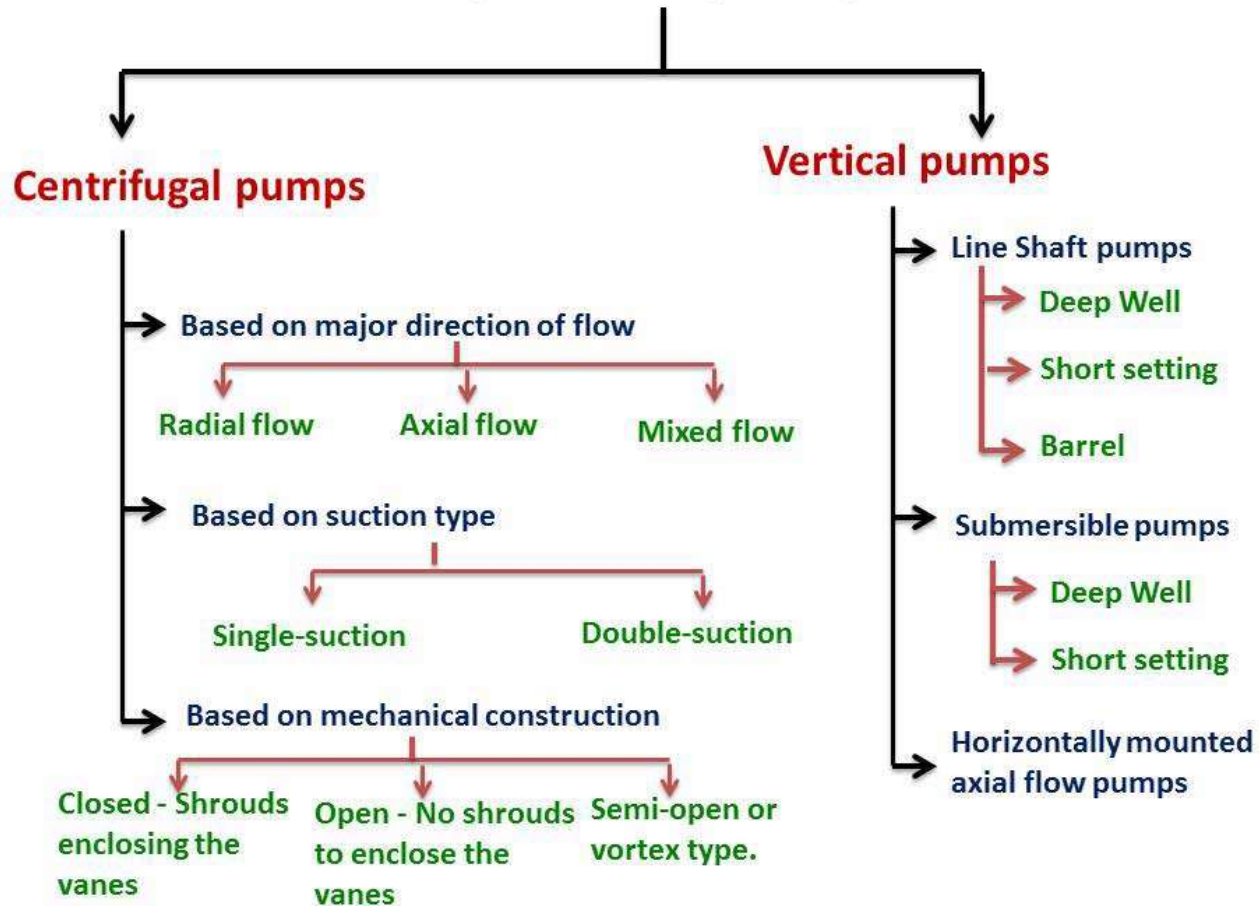 Centrifugal pumps
Based on major direction of flow
Radial flow
Axial flow
Mixed flow
Based on suction type
Single-suction
Double-suction
Based on mechanical construction
Closed - Shrouds
enclosing the
vanes
Open - No shrouds
to enclose the
vanes
Semi-open or
vortex type.
Vertical pumps
Line Shaft pumps
Deep Well
Short setting
Barrel
Submersible pumps
Deep Well
Short setting
Horizontally mounted
axial flow pumps